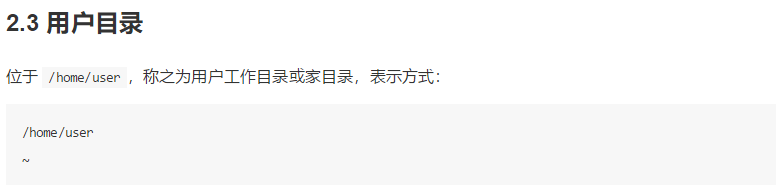 2.3 用户目录
位于 /home/user ，称之为用户工作目录或家目录，表示方式：
/home/user
~